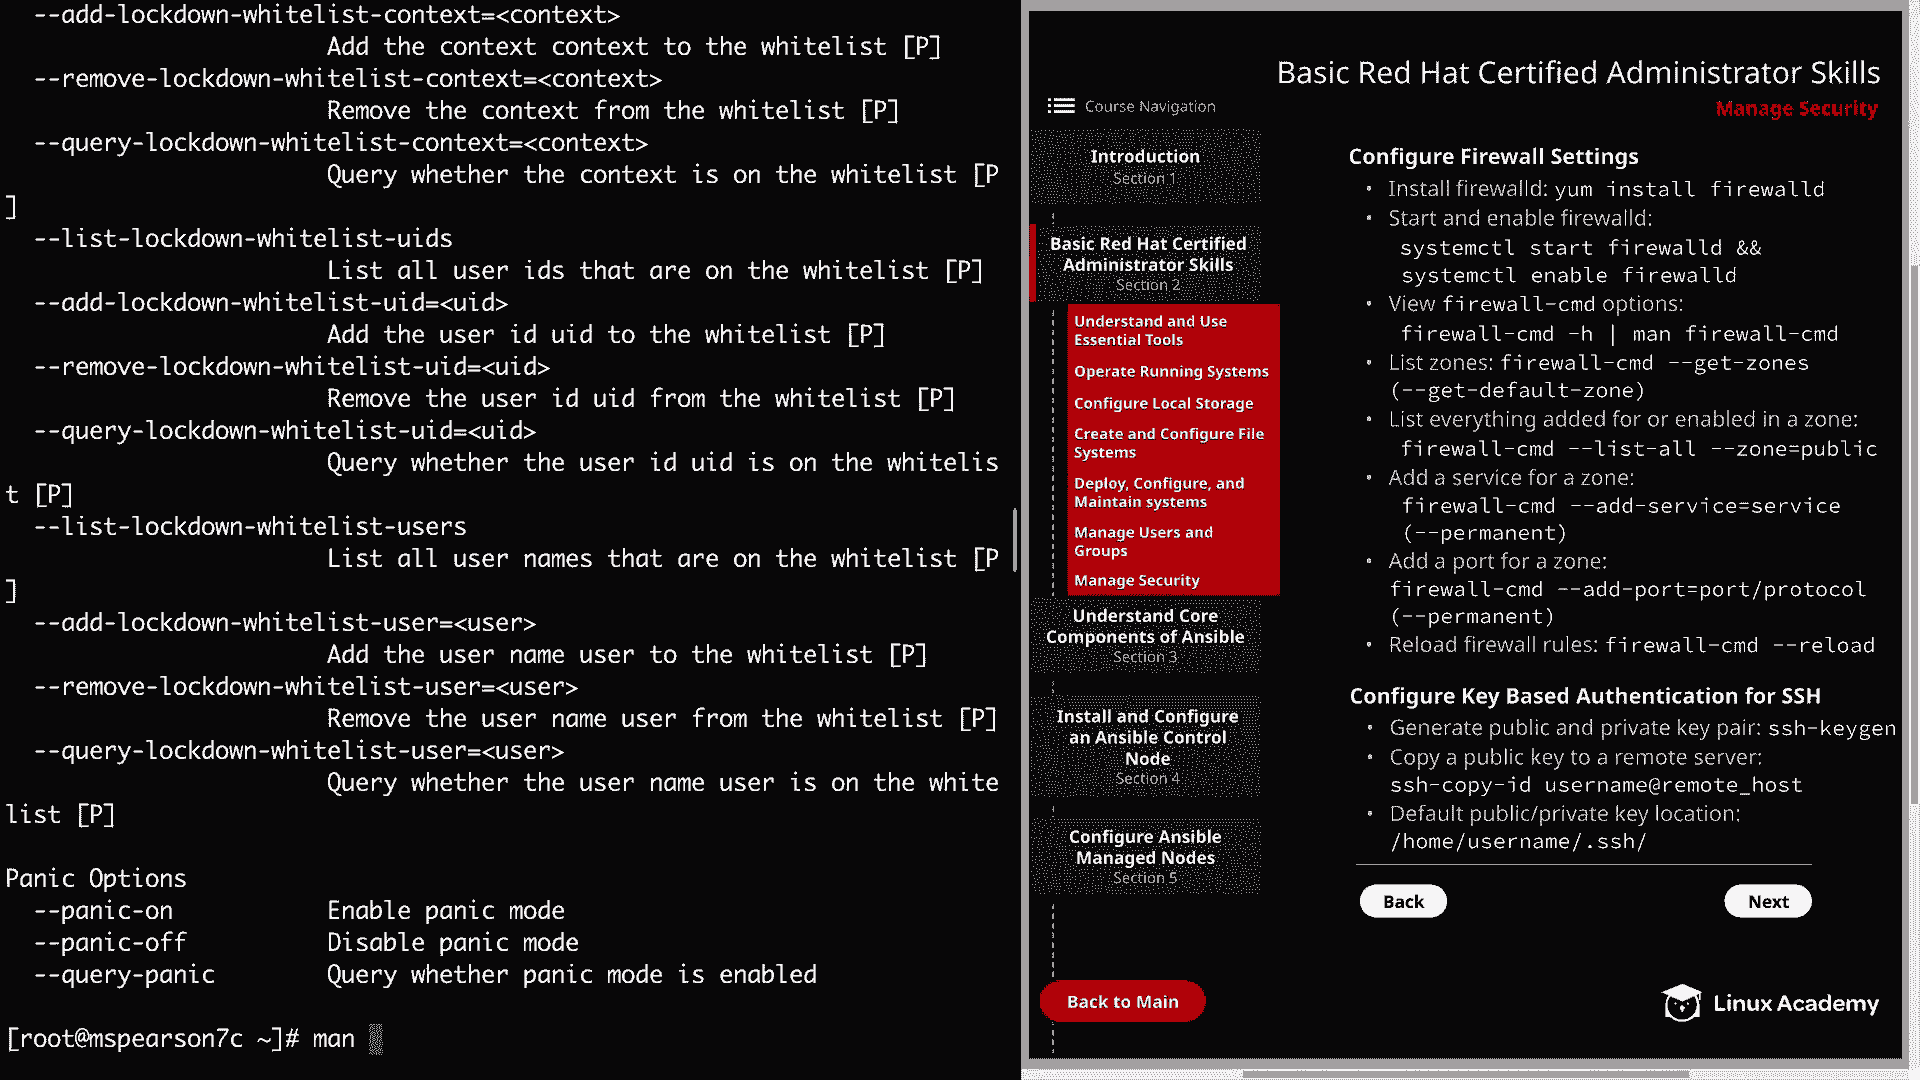 --add-lockdown-whitelist-context=<context>
Add the context context to the whitelist [P]
--remove-lockdown-whitelist-context=<context>
Remove the context from the whitelist [P]
--query-lockdown-whitelist-context=<context>
Query whether the context is on the whitelist [P
]
--list-lockdown-whitelist-uids
List all user ids that are on the whitelist [P]
--add-lockdown-whitelist-uid=<uid>
Add the user id uid to the whitelist [P]
--remove-lockdown-whitelist-uid=<uid>
Remove the user id uid from the whitelist [P]
--query-lockdown-whitelist-uid=<uid>
Query whether the user id uid is on the whitelis
t [P]
--list-lockdown-whitelist-users
List all user names that are on the whitelist [P
]
--add-lockdown-whitelist-user=<user>
Add the user name user to the whitelist [P]
--remove-lockdown-whitelist-user=<user>
Remove the user name user from the whitelist [P]
--query-lockdown-whitelist-user=<user>
Query whether the user name user is on the white
list [P]
Panic Options
--panic-on Enable panic mode
--panic-off Disable panic mode
--query-panic Query whether panic mode is enabled
[root@mspearson7c ~]# man
Basic Red Hat Certified Administrator Skills
Manage Security
Course Navigation
Introduction
Section 1
Basic Red Hat Certified
Administrator Skills
Section 2
Understand and Use
Essential Tools
Operate Running Systems
Configure Local Storage
Create and Configure File
Systems
Deploy, Configure, and
Maintain systems
Manage Users and
Groups
Manage Security
Understand Core
Components of Ansible
Section 3
Install and Configure
an Ansible Control
Node
Section 4
Configure Ansible
Managed Nodes
Section 5
Back to Main
Configure Firewall Settings
• Install firewalld: yum install firewalld
• Start and enable firewalld:
systemctl start firewalld &&
systemctl enable firewalld
• View firewall-cmd options:
firewall-cmd -h | man firewall-cmd
• List zones: firewall-cmd --get-zones
(--get-default-zone)
• List everything added for or enabled in a zone:
firewall-cmd --list-all --zone=public
• Add a service for a zone:
firewall-cmd --add-service=service
(--permanent)
• Add a port for a zone:
firewall-cmd --add-port=port/protocol
(--permanent)
• Reload firewall rules: firewall-cmd --reload
Configure Key Based Authentication for SSH
• Generate public and private key pair: ssh-keygen
• Copy a public key to a remote server:
ssh-copy-id username@remote_host
• Default public/private key location:
/home/username/.ssh/
Back
Next
Linux Academy